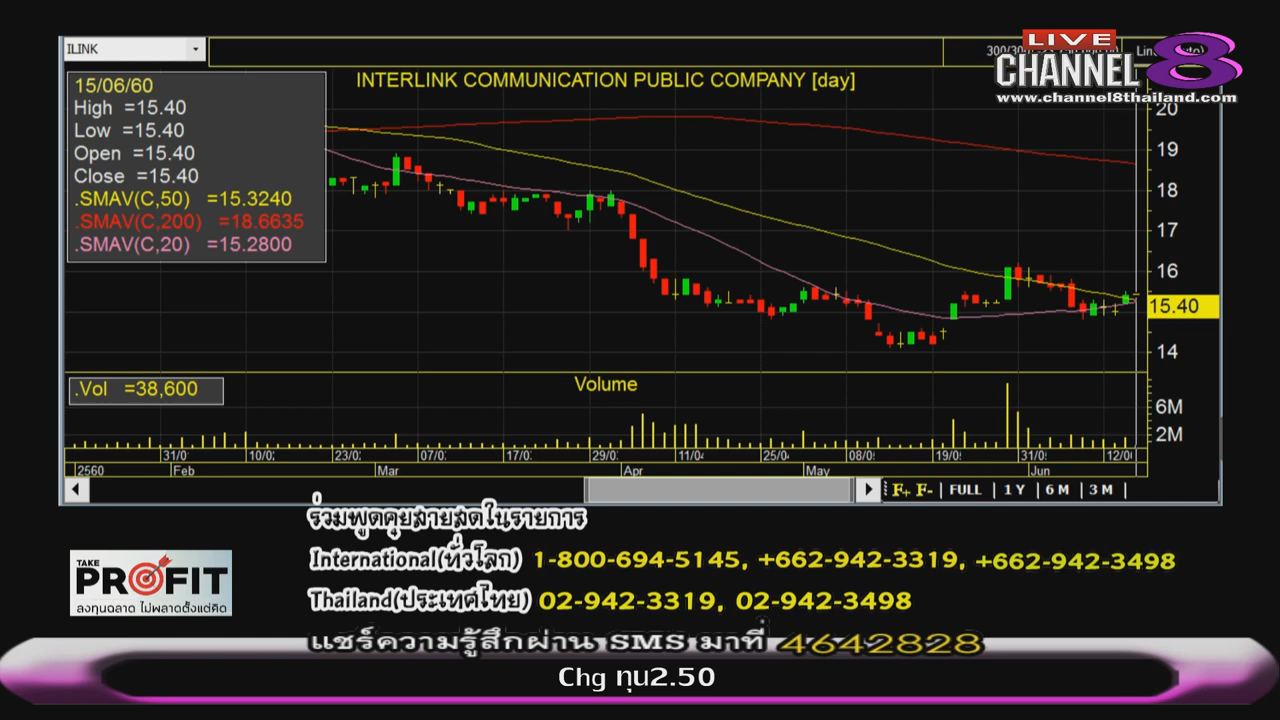 ILINK
LIVE
CHANNEL 8
www.channel8thailand.com
INTERLINK COMMUNICATION PUBLIC COMPANY [day]
15/06/60
High =15.40
Low =15.40
Open =15.40
Close =15.40
.SMAV(C,50) =15.3240
.SMAV(C,200) =18.6635
.SMAV(C,20) =15.2800
20
19
18
17
16
15.40
14
.Vol =38,600
Volume
6M
2M
31/0 10/0 23/0 07/0 17/0 29/0 11/0 25/0 08/0 19/0 31/0 12/0
2560 Feb Mar Apr May Jun
F+ F- FULL 1 Y 6 M 3 M
ร่วมพูดคุยสายสดในรายการ
International(ทั่วโลก) 1-800-694-5145, +662-942-3319, +662-942-3498
Thailand(ประเทศไทย) 02-942-3319, 02-942-3498
TAKE
PROFIT
ลงทุนฉลาด ไม่พลาดตั้งแต่คิด
แชร์ความรู้สึกผ่าน SMS มาที่ 4642828
Chg ทุน2.50